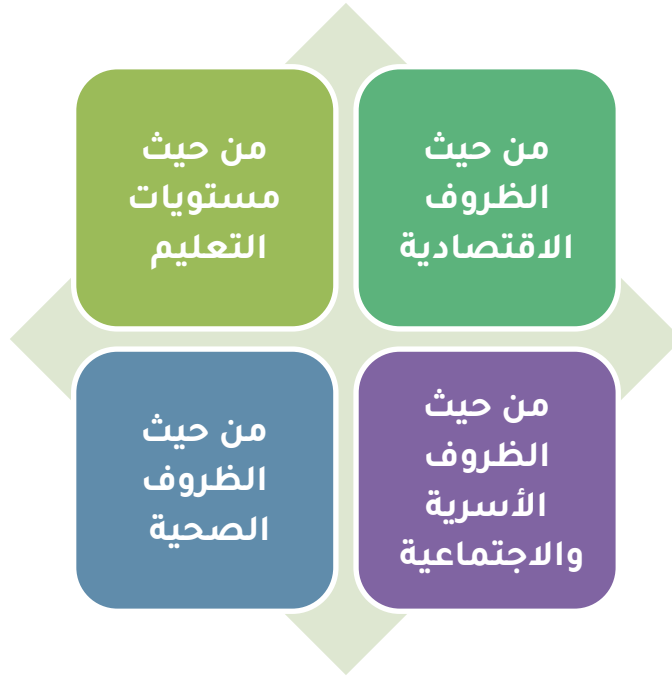 من حيث
الظروف
الاقتصادية
من حيث
مستويات
التعليم
من حيث
الظروف
الأسرية
والاجتماعية
من حيث
الظروف
الصحية